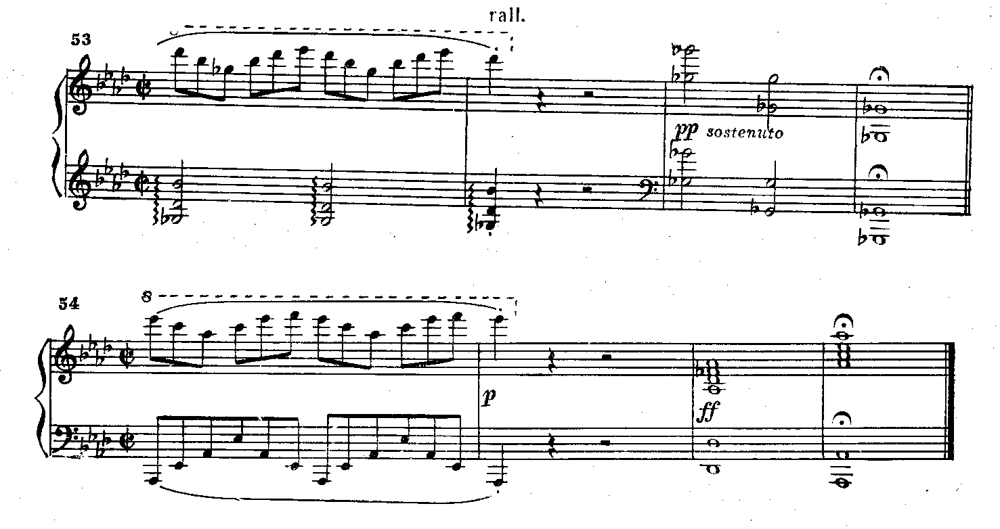 rall.
53
pp sostenuto
54
8
p
ff